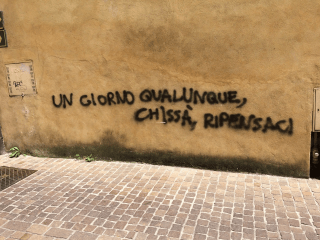 UN GIORNO QUALUNQUE,
CHISSÀ, RIPENSACI